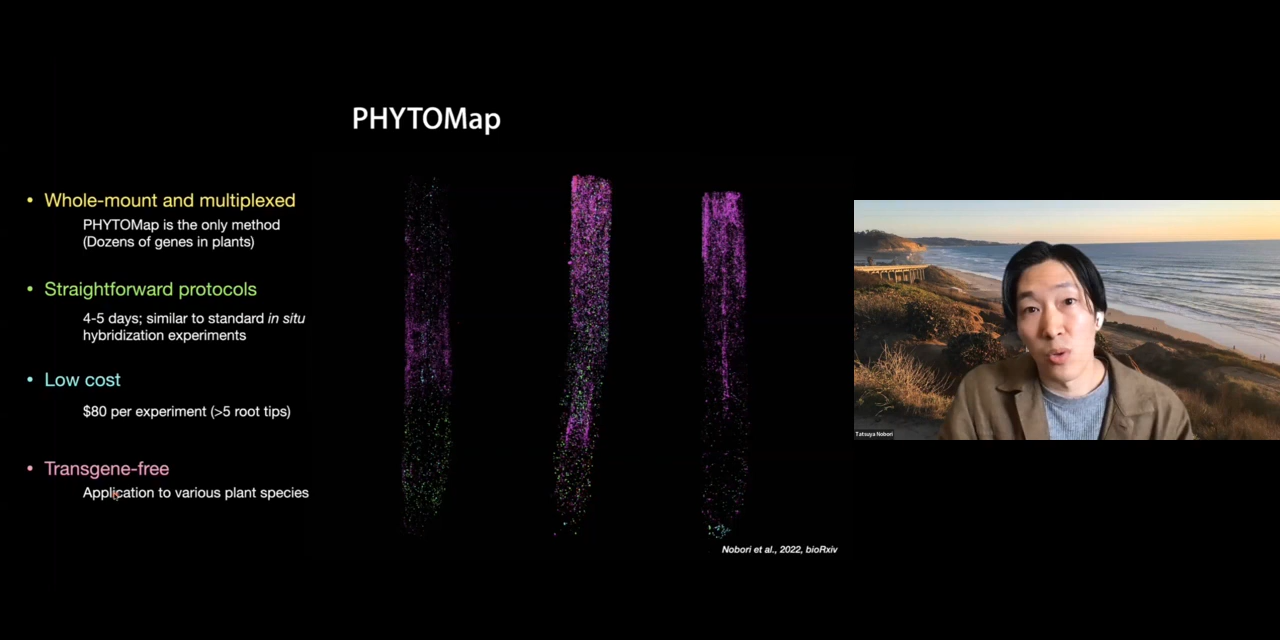 PHYTOMap
• Whole-mount and multiplexed
PHYTOMap is the only method
(Dozens of genes in plants)
• Straightforward protocols
4-5 days; similar to standard in situ
hybridization experiments
• Low cost
$80 per experiment (>5 root tips)
• Transgene-free
Application to various plant species
Nobori et al., 2022, bioRxiv
Tatsuya Nobori